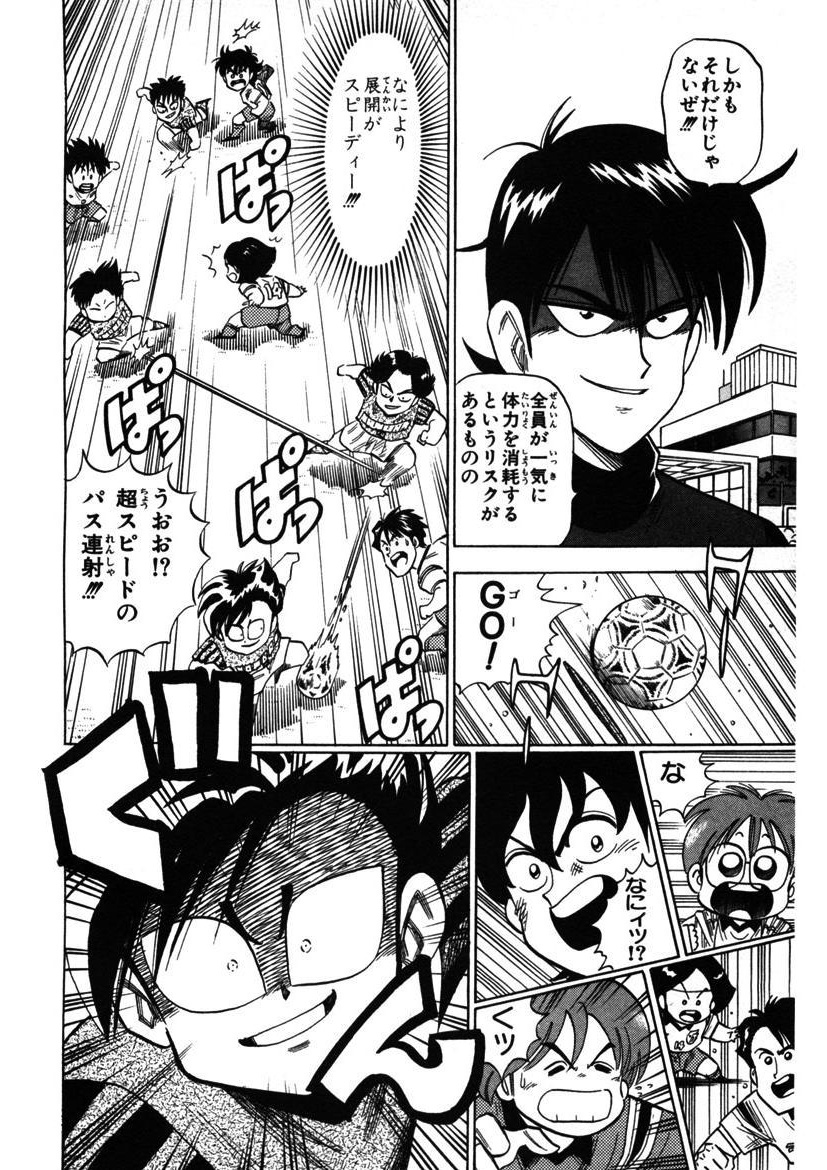 しかも
それだけじゃ
ないぜ!!!
全員が一気に
体力を消耗する
というリスクが
あるものの
GO!
ゴー
なにより
展開が
スピーディー!!!
ぱっ
ぱっ
ぱっ
ぱっ
うおお!?
超スピードの
パス連射!!!
な
なにィッ!?
くッ
ぐん